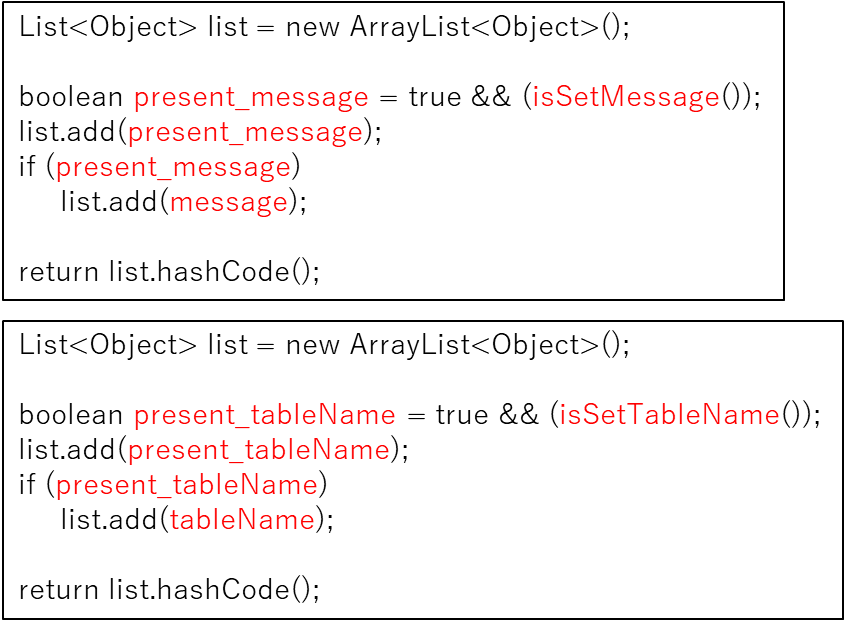 List<Object> list = new ArrayList<Object>();
boolean present_message = true && (isSetMessage());
list.add(present_message);
if (present_message)
list.add(message);
return list.hashCode();
List<Object> list = new ArrayList<Object>();
boolean present_tableName = true && (isSetTableName());
list.add(present_tableName);
if (present_tableName)
list.add(tableName);
return list.hashCode();